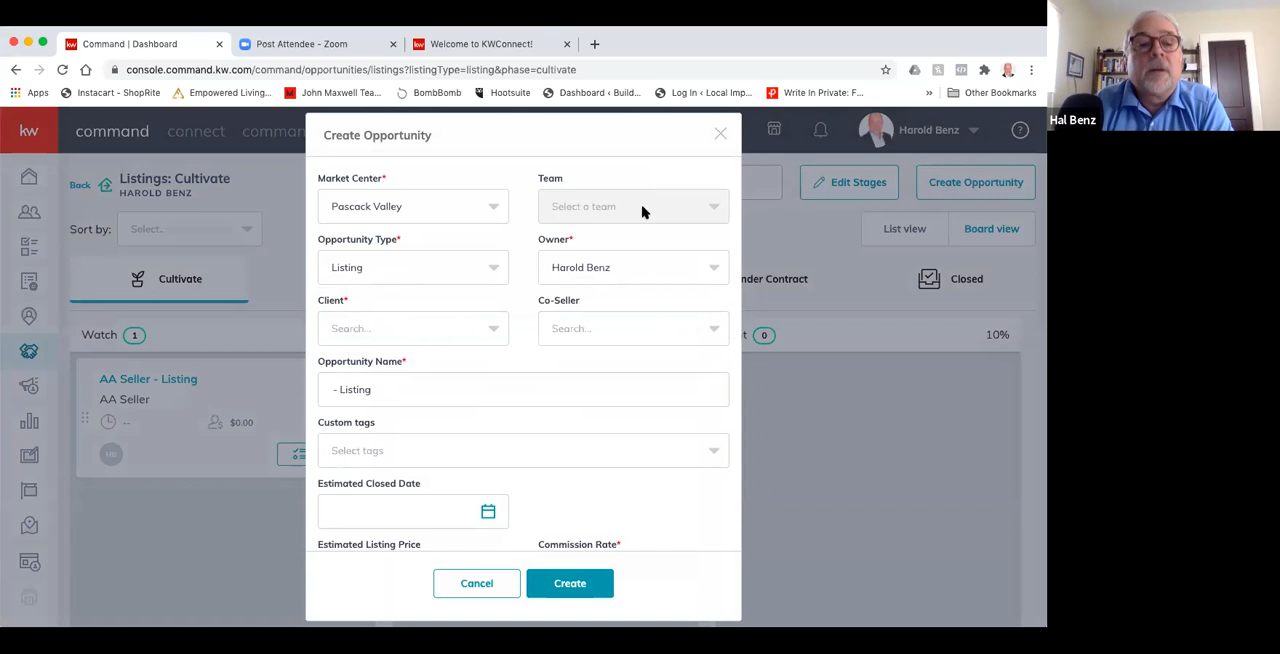 Command | Dashboard
Post Attendee - Zoom
Welcome to KWConnect!
console.command.kw.com/command/opportunities/listings?listingType=listing&phase=cultivate
Apps
Instacart - ShopRite
Empowered Living...
John Maxwell Tea...
BombBomb
Hootsuite
Dashboard ‹ Build...
Log In ‹ Local Imp...
Write In Private: F...
»
Other Bookmarks
Hal Benz
kw
command
connect
comman
Harold Benz
Create Opportunity
Back
Listings: Cultivate
HAROLD BENZ
Edit Stages
Create Opportunity
Market Center*
Team
Pascack Valley
Select a team
Sort by:
Select...
List view
Board view
Opportunity Type*
Owner*
Listing
Harold Benz
Cultivate
nder Contract
Closed
Client*
Co-Seller
Search...
Search...
Watch
1
t
0
10%
Opportunity Name*
- Listing
AA Seller - Listing
AA Seller
--
$0.00
HB
Custom tags
Select tags
Estimated Closed Date
Estimated Listing Price
Commission Rate*
Cancel
Create